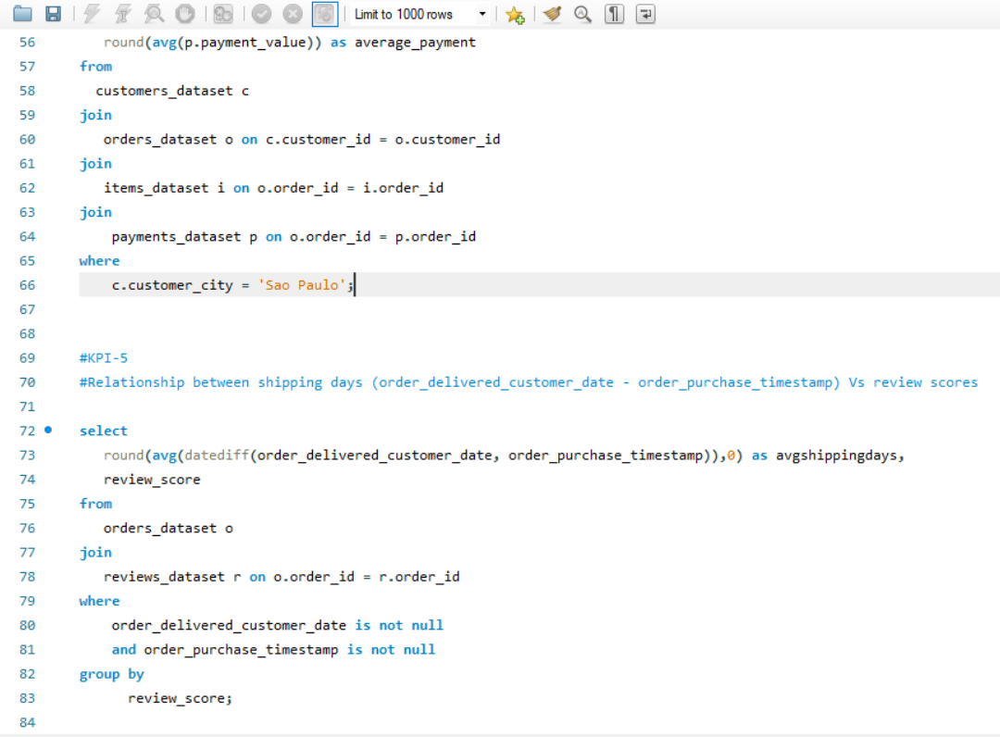 Limit to 1000 rows
56 round(avg(p.payment_value)) as average_payment
57 from
58 customers_dataset c
59 join
60 orders_dataset o on c.customer_id = o.customer_id
61 join
62 items_dataset i on o.order_id = i.order_id
63 join
64 payments_dataset p on o.order_id = p.order_id
65 where
66 c.customer_city = 'Sao Paulo';
67
68
69 #KPI-5
70 #Relationship between shipping days (order_delivered_customer_date - order_purchase_timestamp) Vs review scores
71
72 select
73 round(avg(datediff(order_delivered_customer_date, order_purchase_timestamp)),0) as avgshippingdays,
74 review_score
75 from
76 orders_dataset o
77 join
78 reviews_dataset r on o.order_id = r.order_id
79 where
80 order_delivered_customer_date is not null
81 and order_purchase_timestamp is not null
82 group by
83 review_score;
84